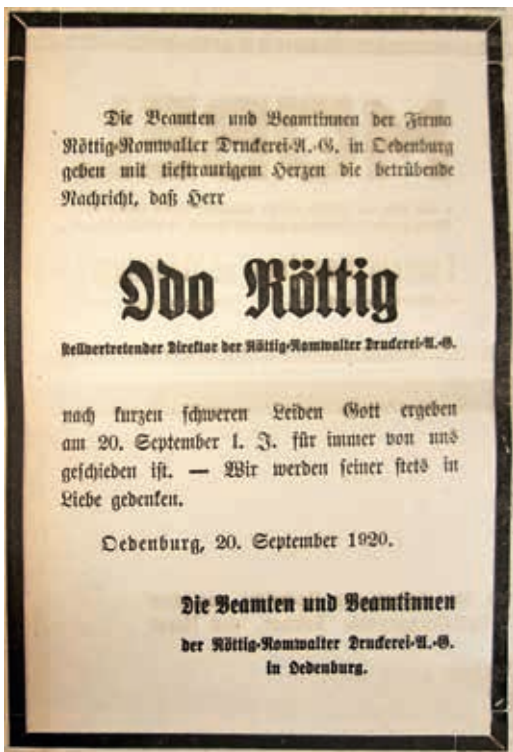 Die Beamten und Beamtinnen der Firma
Röttig-Romwalter Druckerei-A.-G. in Oedenburg
geben mit tieftraurigem Herzen die betrübende
Nachricht, daß Herr
Odo Röttig
stellvertretender Direktor der Röttig-Romwalter Druckerei-A.-G.
nach kurzen schweren Leiden Gott ergeben
am 20. September l. J. für immer von uns
geschieden ist. — Wir werden seiner stets in
Liebe gedenken.
Oedenburg, 20. September 1920.
Die Beamten und Beamtinnen
der Röttig-Romwalter Druckerei-A.-G.
in Oedenburg.